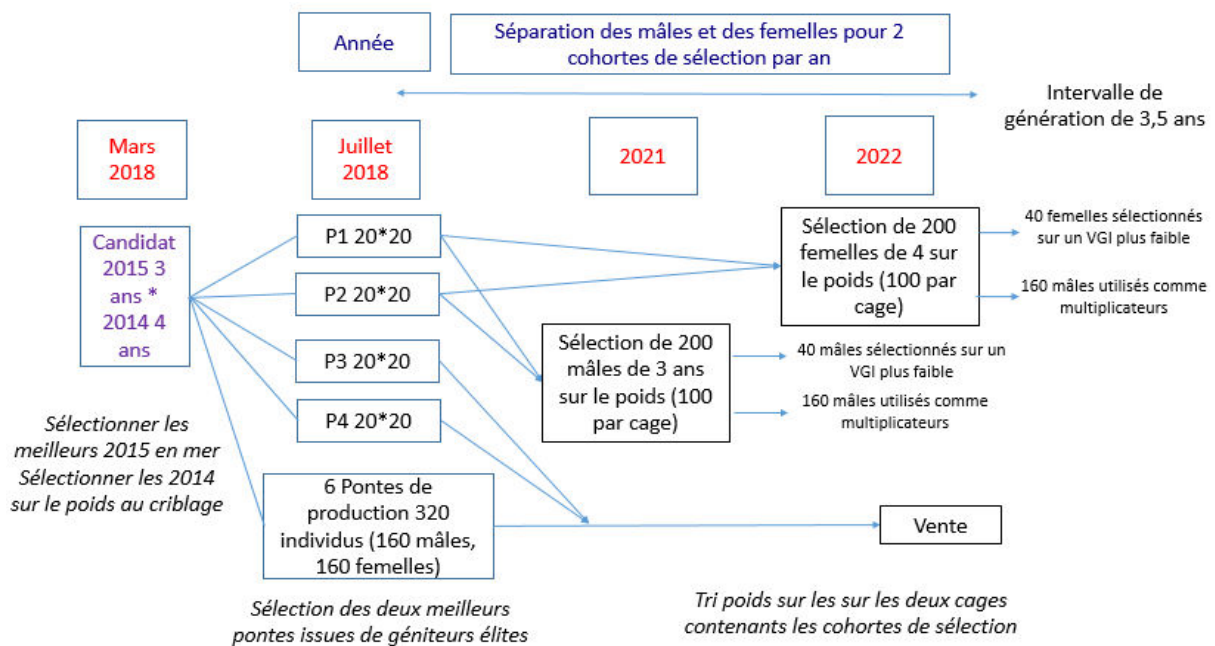 Année
Séparation des mâles et des femelles pour 2
cohortes de sélection par an
Intervalle de
génération de 3,5 ans
Mars
2018
Juillet
2018
2021
2022
Candidat
2015 3
ans *
2014 4
ans
P1 20*20
P2 20*20
P3 20*20
P4 20*20
6 Pontes de
production 320
individus (160 mâles,
160 femelles)
Sélection de 200
mâles de 3 ans
sur le poids (100
par cage)
Sélection de 200
femelles de 4 sur
le poids (100 par
cage)
40 femelles sélectionnés
sur un VGI plus faible
160 mâles utilisés comme
multiplicateurs
40 mâles sélectionnés sur un
VGI plus faible
160 mâles utilisés comme
multiplicateurs
Vente
Sélectionner les
meilleurs 2015 en mer
Sélectionner les 2014
sur le poids au criblage
Sélection des deux meilleurs
pontes issues de géniteurs élites
Tri poids sur les sur les deux cages
contenants les cohortes de sélection